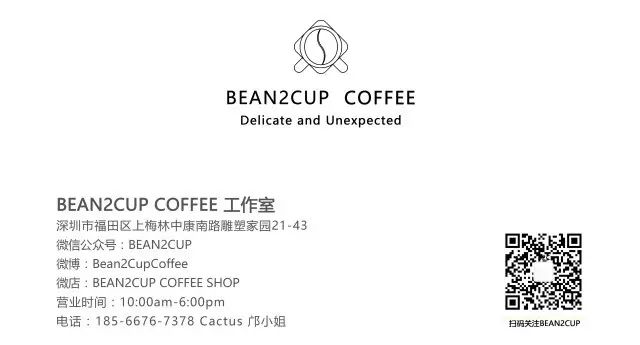 BEAN2CUP COFFEE
Delicate and Unexpected
BEAN2CUP COFFEE 工作室
深圳市福田区上梅林中康南路雕塑家园21-43
微信公众号：BEAN2CUP
微博：Bean2CupCoffee
微店：BEAN2CUP COFFEE SHOP
营业时间：10:00am-6:00pm
电话：185-6676-7378 Cactus 邝小姐
扫码关注BEAN2CUP